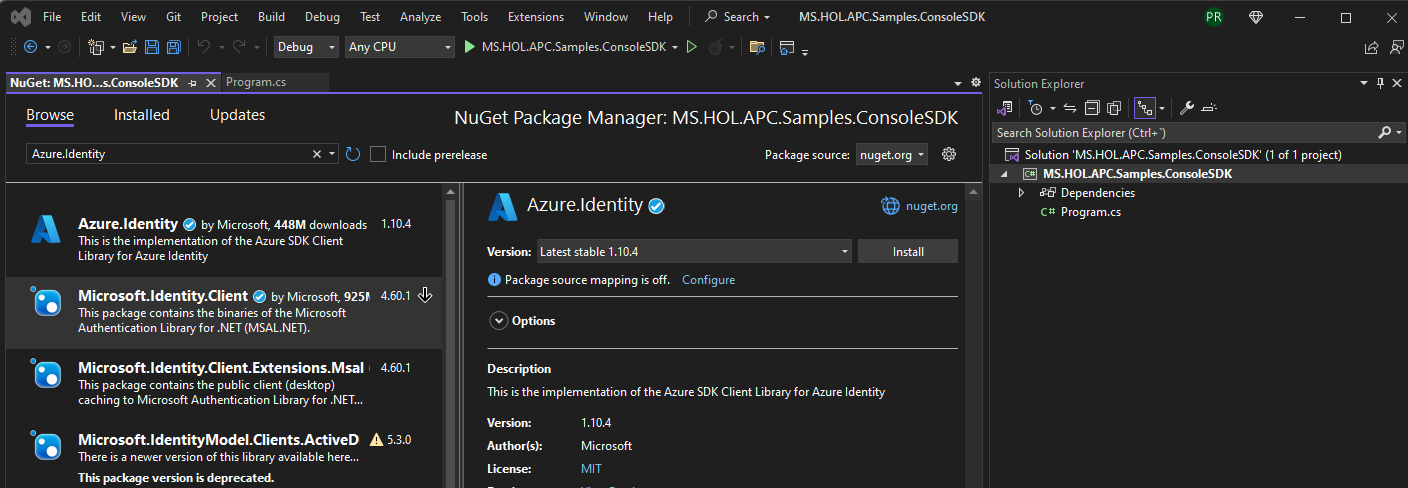 File Edit View Git Project Build Debug Test Analyze Tools Extensions Window Help Search MS.HOL.APC.Samples.ConsoleSDK PR
Debug Any CPU MS.HOL.APC.Samples.ConsoleSDK
NuGet: MS.HO...s.ConsoleSDK Program.cs
Browse Installed Updates NuGet Package Manager: MS.HOL.APC.Samples.ConsoleSDK
Azure.Identity Include prerelease Package source: nuget.org
Azure.Identity by Microsoft, 448M downloads 1.10.4
This is the implementation of the Azure SDK Client
Library for Azure Identity
Microsoft.Identity.Client by Microsoft, 925M 4.60.1
This package contains the binaries of the Microsoft
Authentication Library for .NET (MSAL.NET).
Microsoft.Identity.Client.Extensions.Msal 4.60.1
This package contains the public client (desktop)
caching to Microsoft Authentication Library for .NET...
Microsoft.IdentityModel.Clients.ActiveD 5.3.0
There is a newer version of this library available here...
This package version is deprecated.
Azure.Identity nuget.org
Version: Latest stable 1.10.4 Install
Package source mapping is off. Configure
Options
Description
This is the implementation of the Azure SDK Client Library for Azure Identity
Version: 1.10.4
Author(s): Microsoft
License: MIT
Solution Explorer
Search Solution Explorer (Ctrl+`)
Solution 'MS.HOL.APC.Samples.ConsoleSDK' (1 of 1 project)
C# MS.HOL.APC.Samples.ConsoleSDK
Dependencies
C# Program.cs